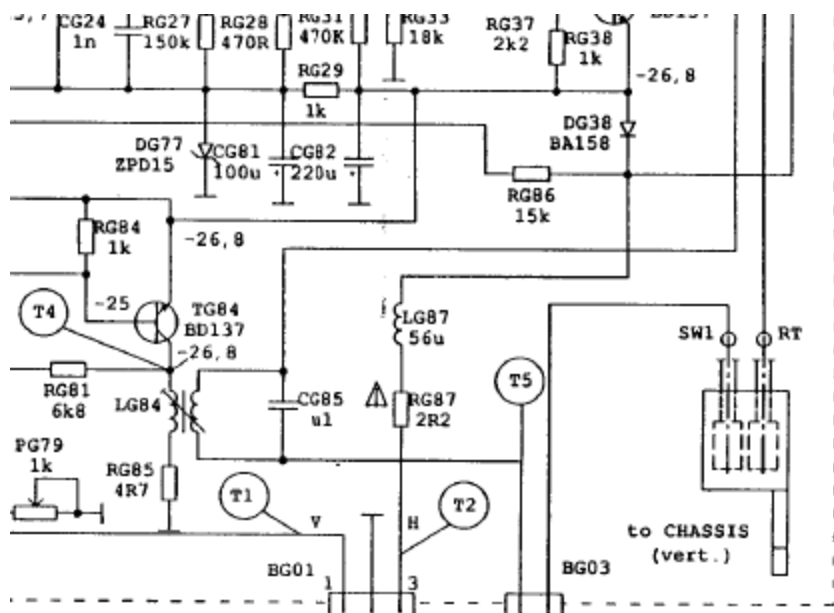 CG24
1n
RG27
150k
RG28
470R
RG31
470K
RG33
18k
RG37
2k2
RG38
1k
BD137
RG29
1k
-26,8
DG77
ZPD15
CG81
100u
CG82
220u
DG38
BA158
RG86
15k
RG84
1k
-26,8
T4
-25
TG84
BD137
-26,8
LG87
56u
SW1
RT
RG81
6k8
LG84
CG85
u1
RG87
2R2
T5
PG79
1k
RG85
4R7
T1
V
H
T2
to CHASSIS
(vert.)
BG01
1
3
BG03